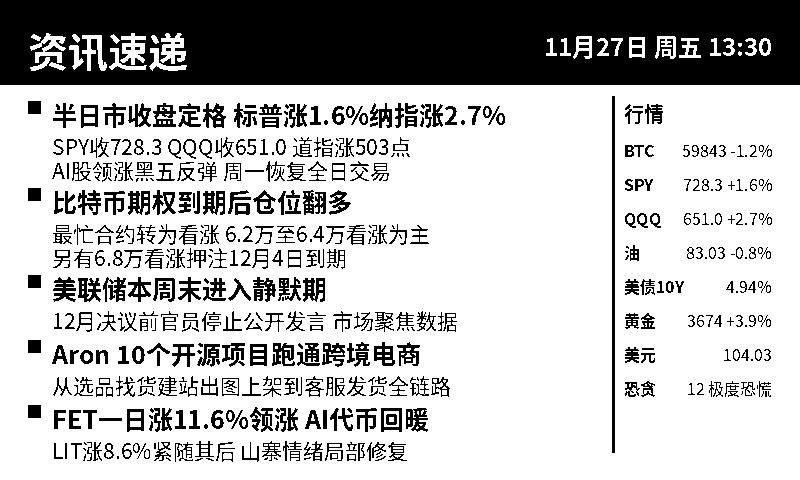 资讯速递
11月27日 周五 13:30
半日市收盘定格 标普涨1.6%纳指涨2.7%
SPY收728.3 QQQ收651.0 道指涨503点
AI股领涨黑五反弹 周一恢复全日交易
比特币期权到期后仓位翻多
最忙合约转为看涨 6.2万至6.4万看涨为主
另有6.8万看涨押注12月4日到期
美联储本周末进入静默期
12月决议前官员停止公开发言 市场聚焦数据
Aron 10个开源项目跑通跨境电商
从选品找货建站出图上架到客服发货全链路
FET一日涨11.6%领涨 AI代币回暖
LIT涨8.6%紧随其后 山寨情绪局部修复
行情
BTC 59843 -1.2%
SPY 728.3 +1.6%
QQQ 651.0 +2.7%
油 83.03 -0.8%
美债10Y 4.94%
黄金 3674 +3.9%
美元 104.03
恐贪 12 极度恐慌